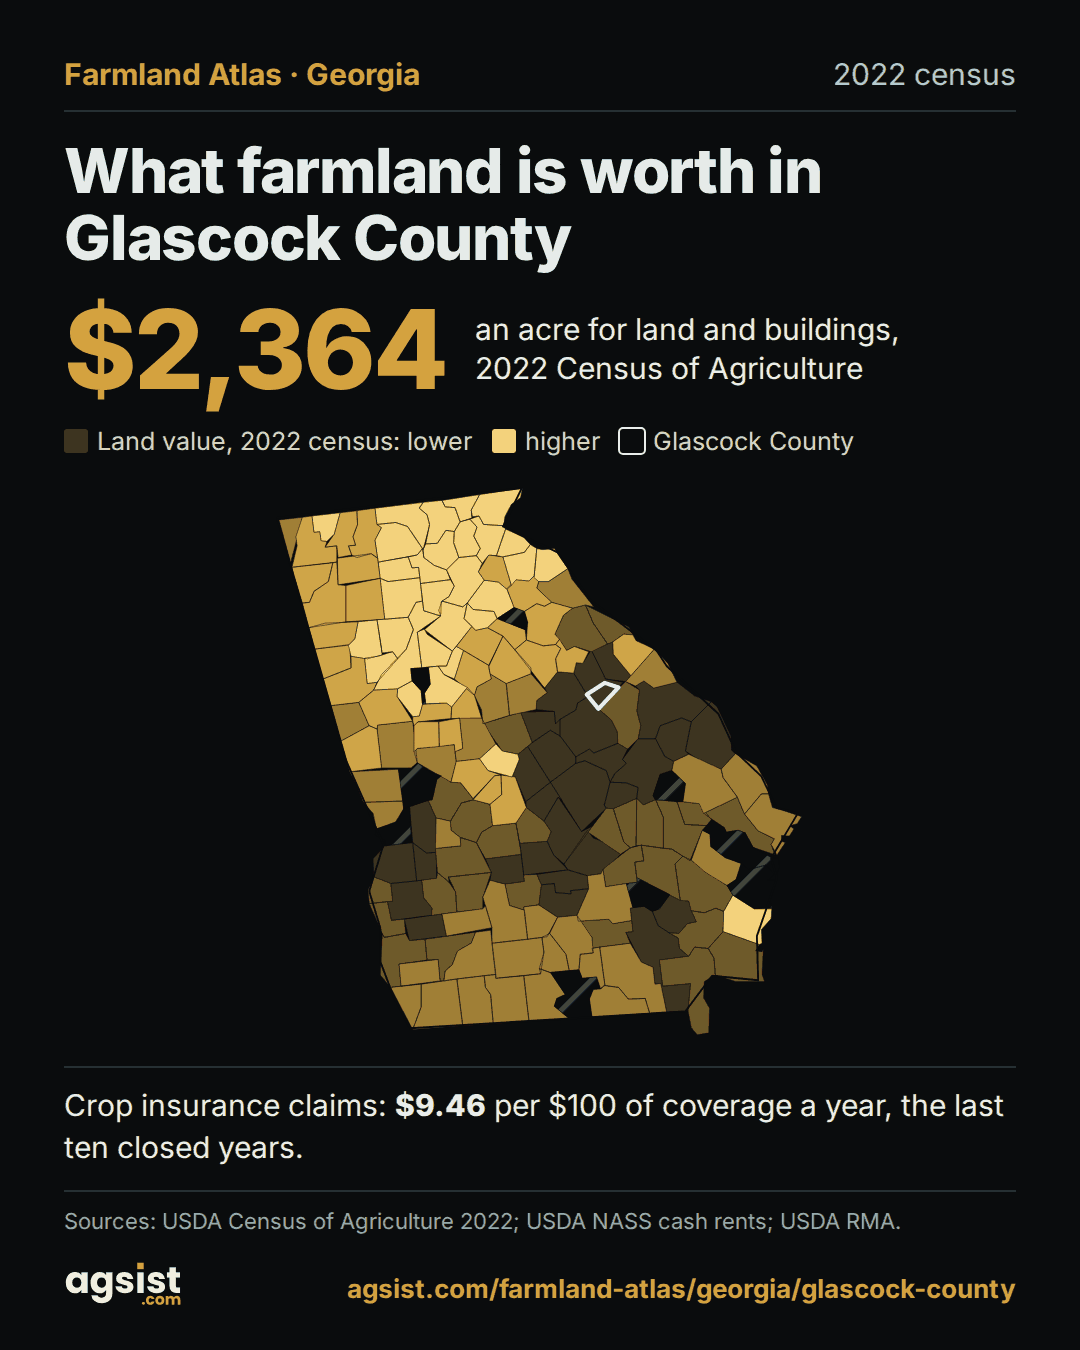 Farmland Atlas · Georgia
2022 census
What farmland is worth in
Glascock County
$2,364
an acre for land and buildings,
2022 Census of Agriculture
Land value, 2022 census: lower higher Glascock County
Crop insurance claims: $9.46 per $100 of coverage a year, the last
ten closed years.
Sources: USDA Census of Agriculture 2022; USDA NASS cash rents; USDA RMA.
agsist
.com
agsist.com/farmland-atlas/georgia/glascock-county